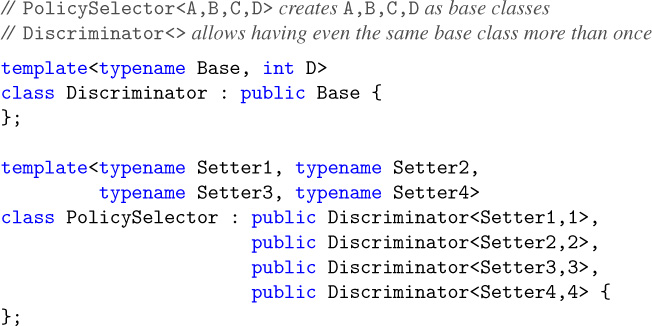 // PolicySelector<A,B,C,D> creates A,B,C,D as base classes
// Discriminator<> allows having even the same base class more than once
template<typename Base, int D>
class Discriminator : public Base {
};
template<typename Setter1, typename Setter2,
         typename Setter3, typename Setter4>
class PolicySelector : public Discriminator<Setter1,1>,
                       public Discriminator<Setter2,2>,
                       public Discriminator<Setter3,3>,
                       public Discriminator<Setter4,4> {
};